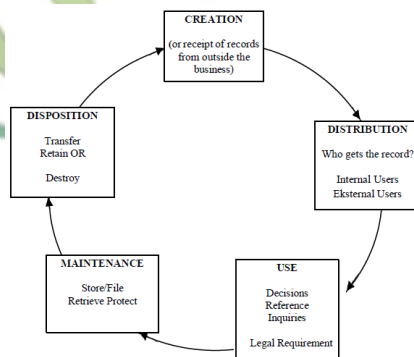 CREATION
(or receipt of records
from outside the
business)
DISTRIBUTION
Who gets the record?
Internal Users
Eksternal Users
USE
Decisions
Reference
Inquiries
Legal Requirement
MAINTENANCE
Store/File
Retrieve Protect
DISPOSITION
Transfer
Retain OR
Destroy